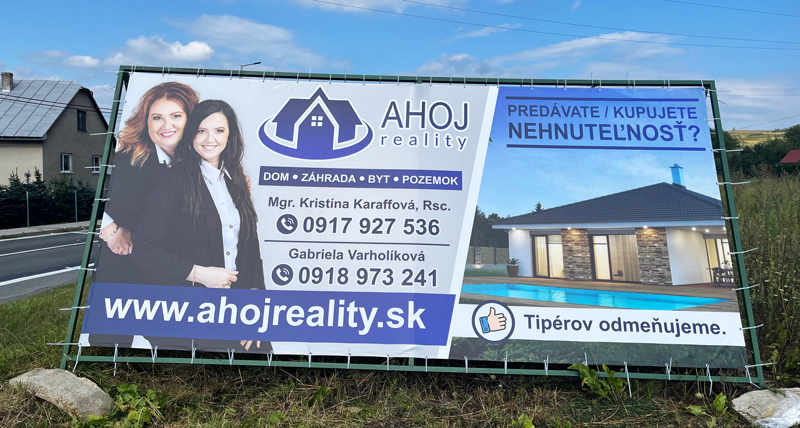 AHOJ
reality
DOM • ZÁHRADA • BYT • POZEMOK
Mgr. Kristína Karaffová, Rsc.
0917 927 536
Gabriela Varholíková
0918 973 241
www.ahojreality.sk
PREDÁVATE / KUPUJETE
NEHNUTEĽNOSŤ?
Tipérov odmeňujeme.